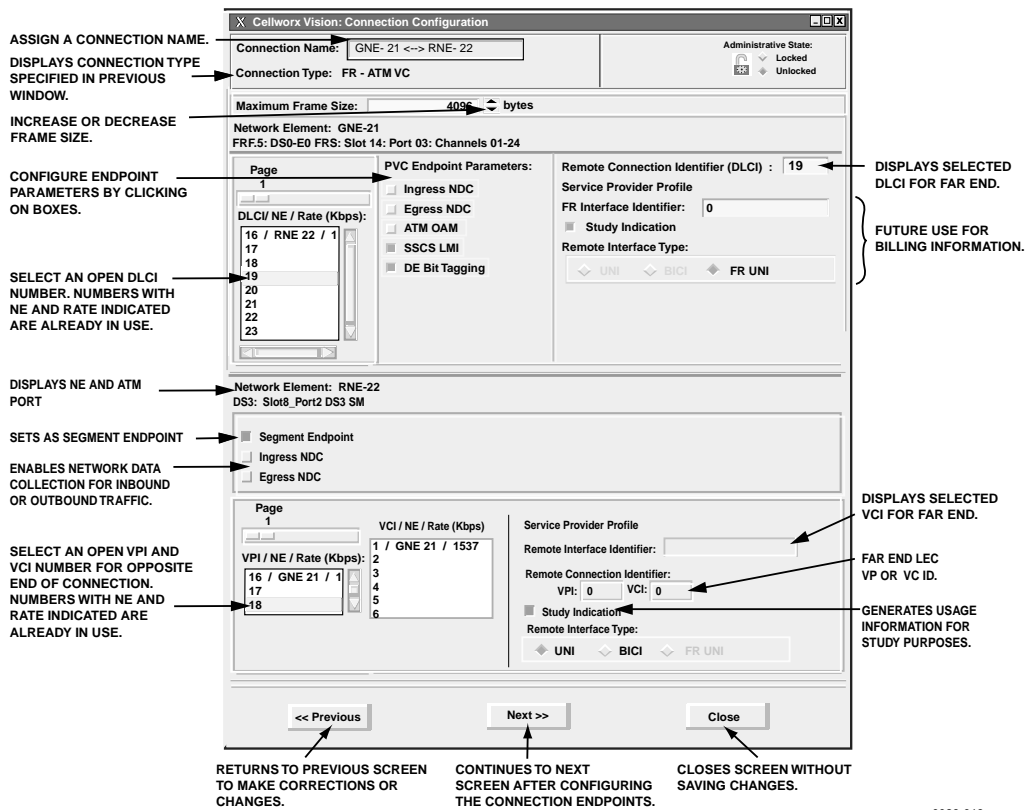 X Cellworx Vision: Connection Configuration
ASSIGN A CONNECTION NAME.
Connection Name: GNE- 21 <--> RNE- 22
Administrative State:
Locked
Unlocked
DISPLAYS CONNECTION TYPE
SPECIFIED IN PREVIOUS
WINDOW.
Connection Type: FR - ATM VC
Maximum Frame Size: 4096 bytes
INCREASE OR DECREASE
FRAME SIZE.
Network Element: GNE-21
FRF.5: DS0-E0 FRS: Slot 14: Port 03: Channels 01-24
CONFIGURE ENDPOINT
PARAMETERS BY CLICKING
ON BOXES.
Page
1
DLCI/ NE / Rate (Kbps):
16 / RNE 22 / 1
17
18
19
20
21
22
23
SELECT AN OPEN DLCI
NUMBER. NUMBERS WITH
NE AND RATE INDICATED
ARE ALREADY IN USE.
PVC Endpoint Parameters:
Ingress NDC
Egress NDC
ATM OAM
SSCS LMI
DE Bit Tagging
Remote Connection Identifier (DLCI) : 19
Service Provider Profile
FR Interface Identifier: 0
Study Indication
Remote Interface Type:
UNI BICI FR UNI
DISPLAYS SELECTED
DLCI FOR FAR END.
FUTURE USE FOR
BILLING INFORMATION.
DISPLAYS NE AND ATM
PORT
Network Element: RNE-22
DS3: Slot8_Port2 DS3 SM
SETS AS SEGMENT ENDPOINT
Segment Endpoint
Ingress NDC
Egress NDC
ENABLES NETWORK DATA
COLLECTION FOR INBOUND
OR OUTBOUND TRAFFIC.
Page
1
VPI / NE / Rate (Kbps):
16 / GNE 21 / 1
17
18
VCI / NE / Rate (Kbps)
1 / GNE 21 / 1537
2
3
4
5
6
SELECT AN OPEN VPI AND
VCI NUMBER FOR OPPOSITE
END OF CONNECTION.
NUMBERS WITH NE AND
RATE INDICATED ARE
ALREADY IN USE.
Service Provider Profile
Remote Interface Identifier:
Remote Connection Identifier:
VPI: 0 VCI: 0
Study Indication
Remote Interface Type:
UNI BICI FR UNI
DISPLAYS SELECTED
VCI FOR FAR END.
FAR END LEC
VP OR VC ID.
GENERATES USAGE
INFORMATION FOR
STUDY PURPOSES.
<< Previous Next >> Close
RETURNS TO PREVIOUS SCREEN
TO MAKE CORRECTIONS OR
CHANGES.
CONTINUES TO NEXT
SCREEN AFTER CONFIGURING
THE CONNECTION ENDPOINTS.
CLOSES SCREEN WITHOUT
SAVING CHANGES.